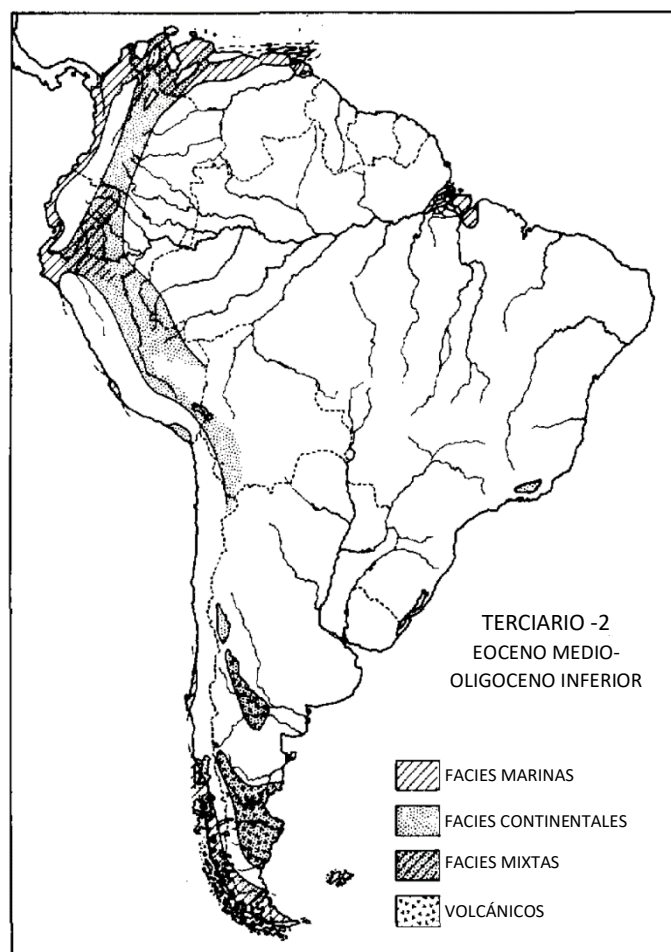 TERCIARIO -2
EOCENO MEDIO-
OLIGOCENO INFERIOR
FACIES MARINAS
FACIES CONTINENTALES
FACIES MIXTAS
VOLCÁNICOS